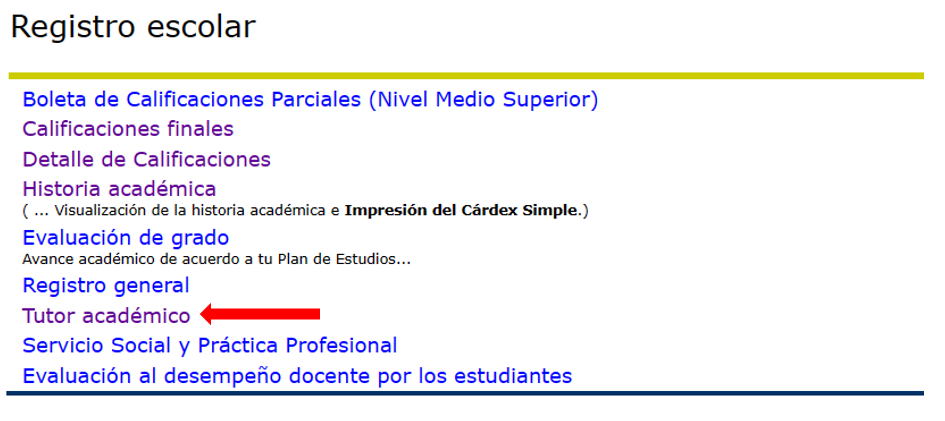 Registro escolar
Boleta de Calificaciones Parciales (Nivel Medio Superior)
Calificaciones finales
Detalle de Calificaciones
Historia académica
( ... Visualización de la historia académica e Impresión del Cárdex Simple.)
Evaluación de grado
Avance académico de acuerdo a tu Plan de Estudios...
Registro general
Tutor académico
Servicio Social y Práctica Profesional
Evaluación al desempeño docente por los estudiantes